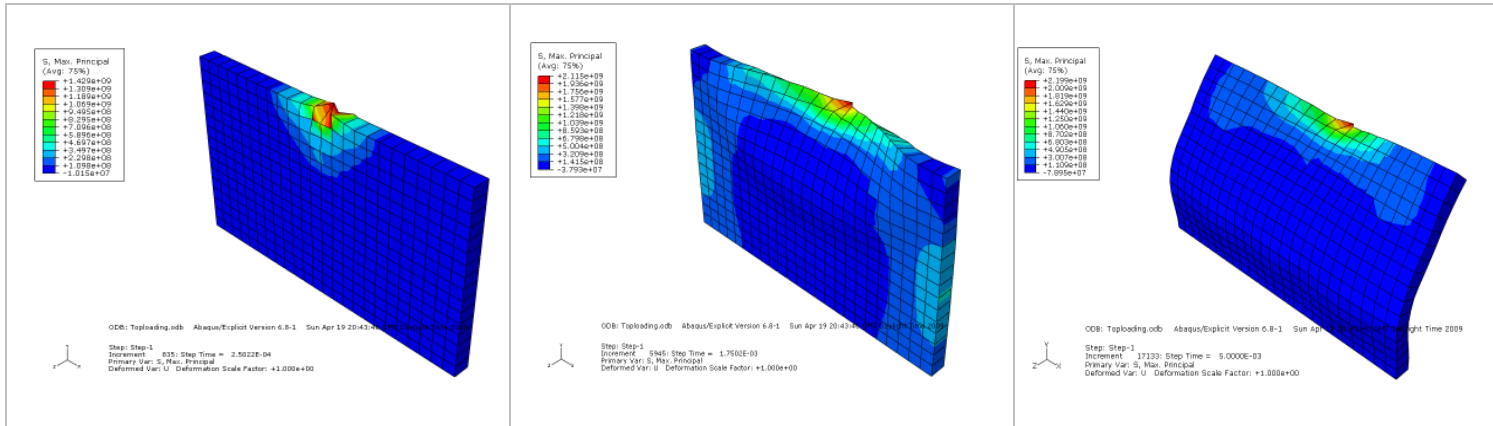 S, Max. Principal
(Avg: 75%)
+1.429e+09
+1.309e+09
+1.189e+09
+1.069e+09
+9.495e+08
+8.295e+08
+7.096e+08
+5.896e+08
+4.697e+08
+3.497e+08
+2.298e+08
+1.098e+08
-1.015e+07
ODB: Toploading.odb Abaqus/Explicit Version 6.8-1 Sun Apr 19
Step: Step-1
Increment 835: Step Time = 2.5022E-04
Primary Var: S, Max. Principal
Deformed Var: U Deformation Scale Factor: +1.000e+00
S, Max. Principal
(Avg: 75%)
+2.115e+09
+1.936e+09
+1.756e+09
+1.577e+09
+1.398e+09
+1.218e+09
+1.039e+09
+8.593e+08
+6.798e+08
+5.004e+08
+3.209e+08
+1.415e+08
-3.793e+07
ODB: Toploading.odb Abaqus/Explicit Version 6.8-1 Sun Apr 19 Time 2009
Step: Step-1
Increment 5945: Step Time = 1.7502E-03
Primary Var: S, Max. Principal
Deformed Var: U Deformation Scale Factor: +1.000e+00
S, Max. Principal
(Avg: 75%)
+2.199e+09
+2.009e+09
+1.819e+09
+1.629e+09
+1.440e+09
+1.250e+09
+1.060e+09
+8.702e+08
+6.803e+08
+4.905e+08
+3.007e+08
+1.109e+08
-7.895e+07
ODB: Toploading.odb Abaqus/Explicit Version 6.8-1 Sun Time 2009
Y
Z X
Step: Step-1
Increment 17133: Step Time = 5.0000E-03
Primary Var: S, Max. Principal
Deformed Var: U Deformation Scale Factor: +1.000e+00